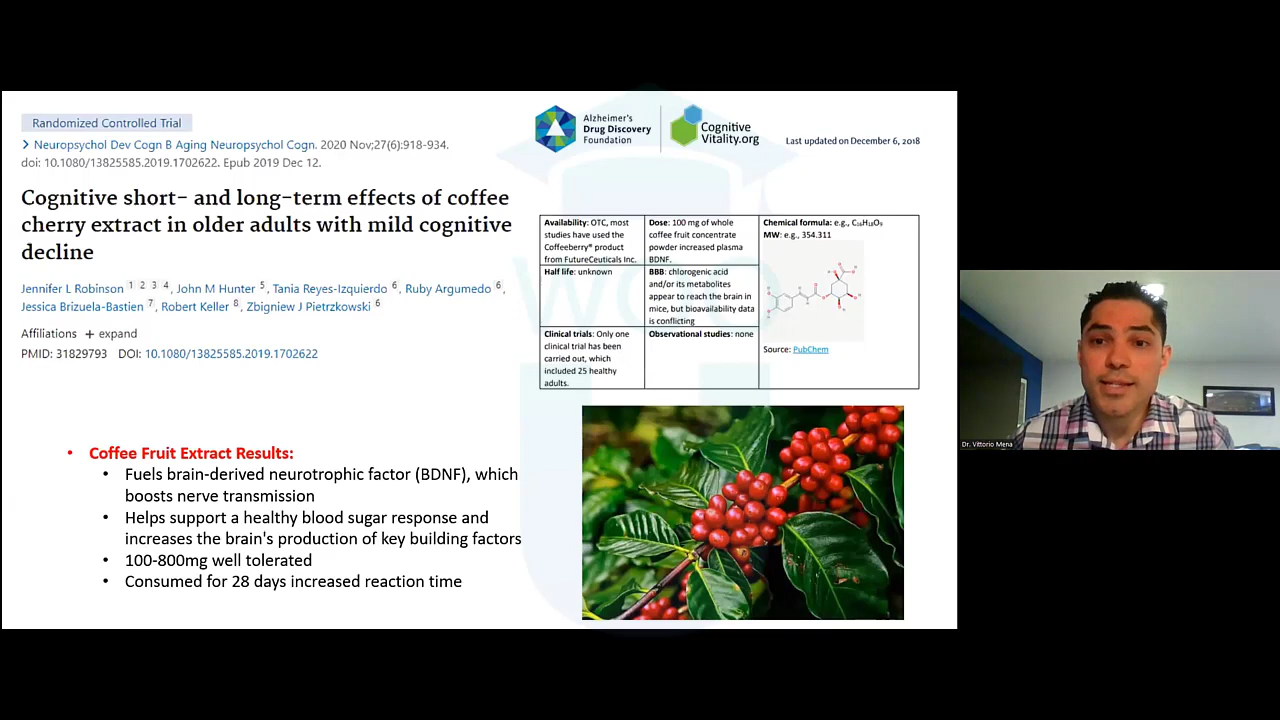 Randomized Controlled Trial
> Neuropsychol Dev Cogn B Aging Neuropsychol Cogn. 2020 Nov;27(6):918-934.
doi: 10.1080/13825585.2019.1702622. Epub 2019 Dec 12.
Cognitive short- and long-term effects of coffee
cherry extract in older adults with mild cognitive
decline
Jennifer L Robinson 1 2 3 4, John M Hunter 5, Tania Reyes-Izquierdo 6, Ruby Argumedo 6,
Jessica Brizuela-Bastien 7, Robert Keller 8, Zbigniew J Pietrzkowski 6
Affiliations + expand
PMID: 31829793 DOI: 10.1080/13825585.2019.1702622
• Coffee Fruit Extract Results:
• Fuels brain-derived neurotrophic factor (BDNF), which
boosts nerve transmission
• Helps support a healthy blood sugar response and
increases the brain's production of key building factors
• 100-800mg well tolerated
• Consumed for 28 days increased reaction time
Alzheimer's
Drug Discovery
Foundation
Cognitive
Vitality.org
Last updated on December 6, 2018
Availability: OTC, most
studies have used the
Coffeeberry® product
from FutureCeuticals Inc.
Dose: 100 mg of whole
coffee fruit concentrate
powder increased plasma
BDNF.
Chemical formula: e.g., C₁₆H₁₈O₉
MW: e.g., 354.311
Half life: unknown
BBB: chlorogenic acid
and/or its metabolites
appear to reach the brain in
mice, but bioavailability data
is conflicting
Clinical trials: Only one
clinical trial has been
carried out, which
included 25 healthy
adults.
Observational studies: none
Source: PubChem
Dr. Vittorio Mena